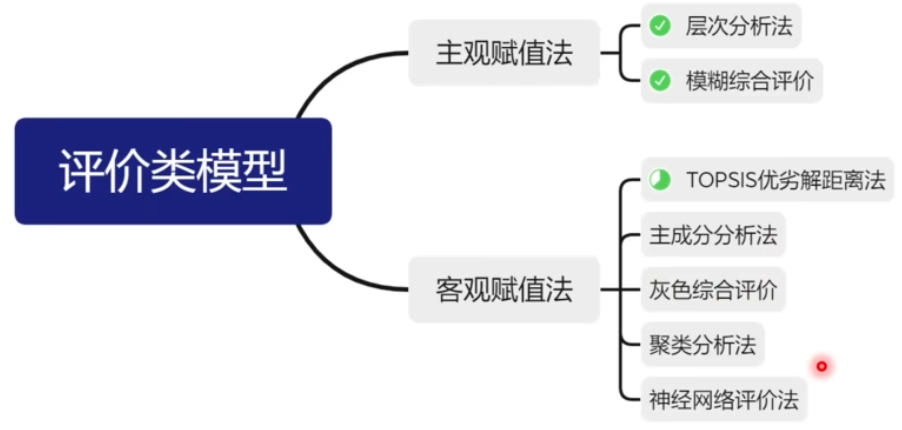 评价类模型
主观赋值法
层次分析法
模糊综合评价
客观赋值法
TOPSIS优劣解距离法
主成分分析法
灰色综合评价
聚类分析法
神经网络评价法